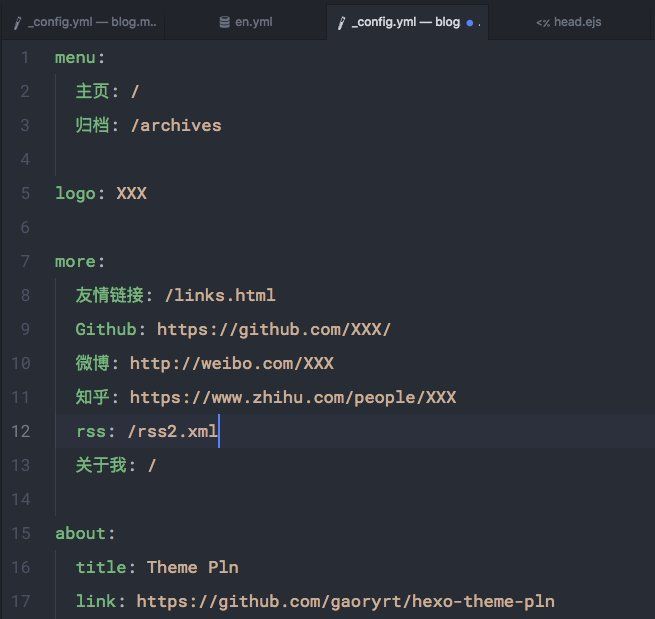 _config.yml — blog.m..
en.yml
_config.yml — blog
.
<% head.ejs
1 menu:
2 主页: /
3 归档: /archives
4
5 logo: XXX
6
7 more:
8 友情链接: /links.html
9 Github: https://github.com/XXX/
10 微博: http://weibo.com/XXX
11 知乎: https://www.zhihu.com/people/XXX
12 rss: /rss2.xml
13 关于我: /
14
15 about:
16 title: Theme Pln
17 link: https://github.com/gaoryrt/hexo-theme-pln